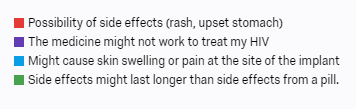 Possibility of side effects (rash, upset stomach)
The medicine might not work to treat my HIV
Might cause skin swelling or pain at the site of the implant
Side effects might last longer than side effects from a pill.